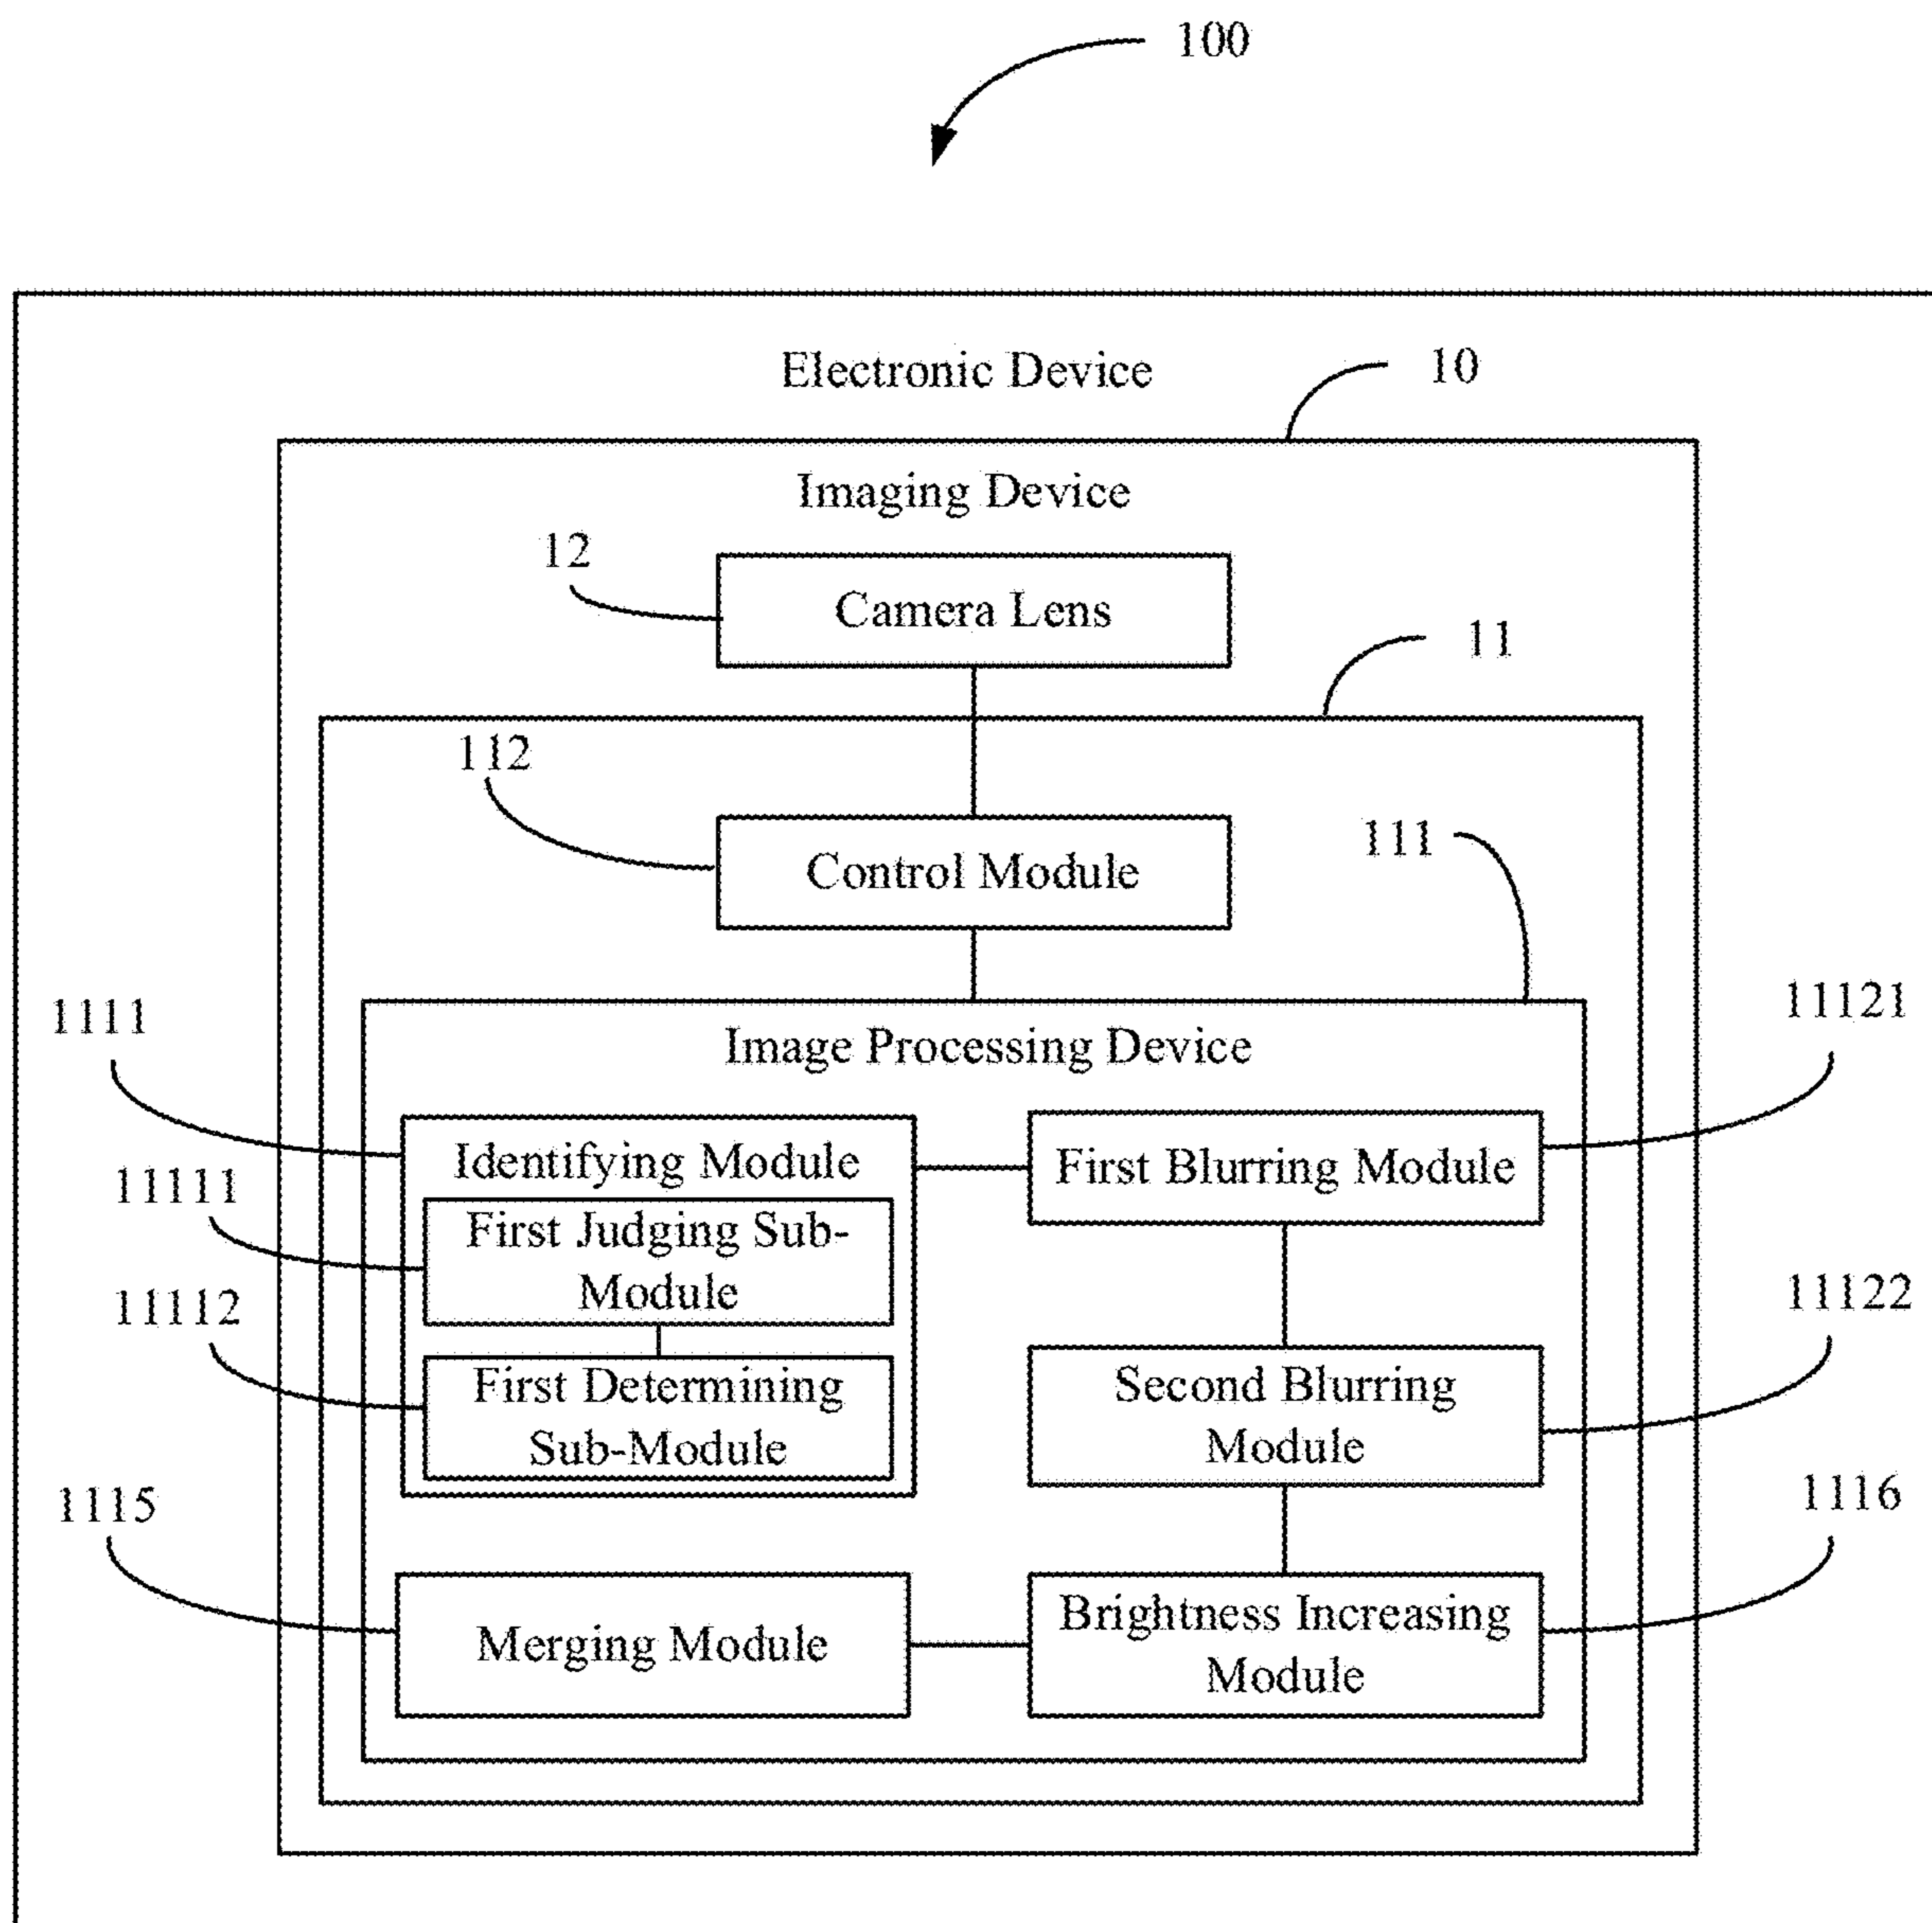 100
Electronic Device
10
Imaging Device
12
Camera Lens
11
112
Control Module
111
Image Processing Device
1111
11121
Identifying Module
First Blurring Module
11111
First Judging Sub-
Module
11112
First Determining
Sub-Module
Second Blurring
Module
11122
1115
1116
Merging Module
Brightness Increasing
Module